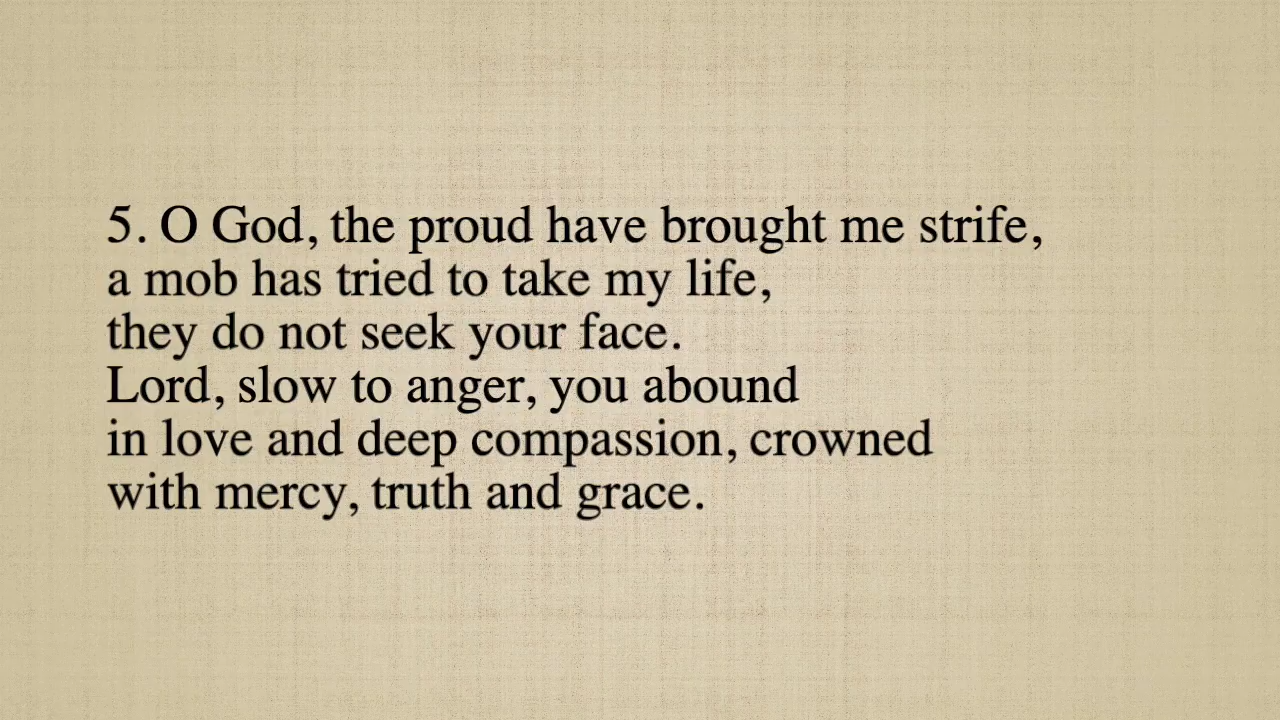 5. O God, the proud have brought me strife,
a mob has tried to take my life,
they do not seek your face.
Lord, slow to anger, you abound
in love and deep compassion, crowned
with mercy, truth and grace.